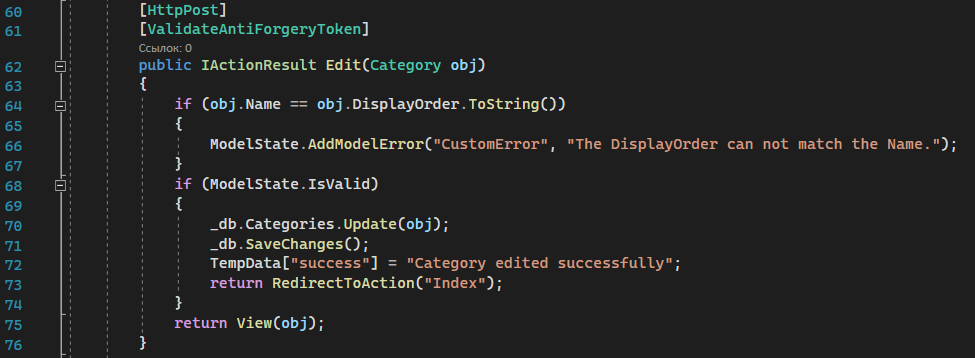 60 [HttpPost]
61 [ValidateAntiForgeryToken]
Ссылок: 0
62 public IActionResult Edit(Category obj)
63 {
64 if (obj.Name == obj.DisplayOrder.ToString())
65 {
66 ModelState.AddModelError("CustomError", "The DisplayOrder can not match the Name.");
67 }
68 if (ModelState.IsValid)
69 {
70 _db.Categories.Update(obj);
71 _db.SaveChanges();
72 TempData["success"] = "Category edited successfully";
73 return RedirectToAction("Index");
74 }
75 return View(obj);
76 }